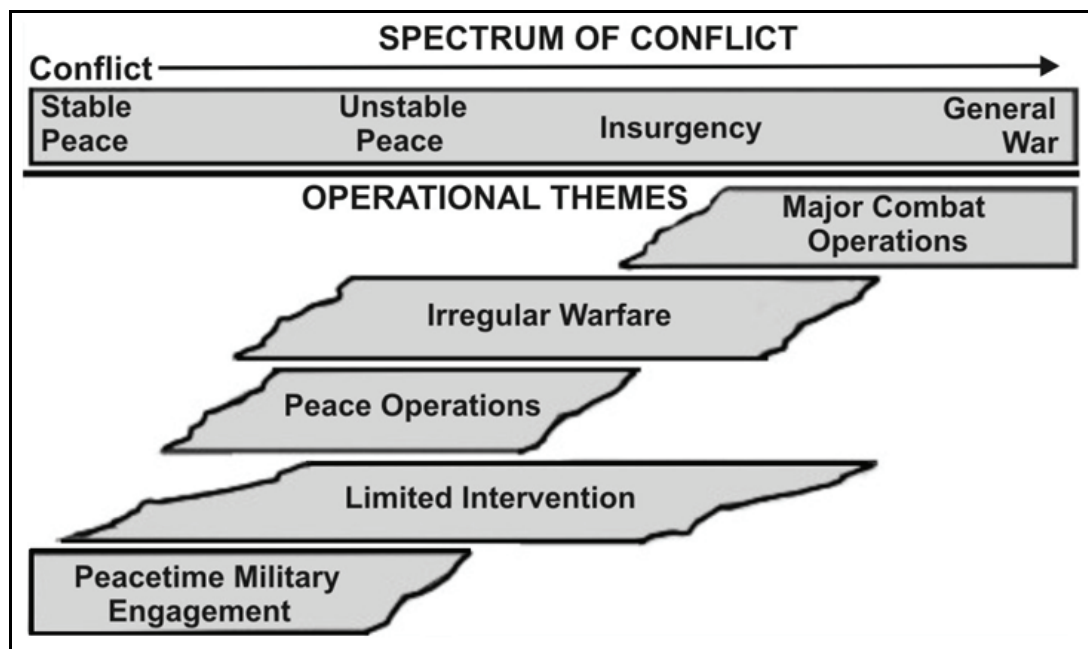 SPECTRUM OF CONFLICT
Conflict
Stable
Peace
Unstable
Peace
Insurgency
General
War
OPERATIONAL THEMES
Major Combat
Operations
Irregular Warfare
Peace Operations
Limited Intervention
Peacetime Military
Engagement